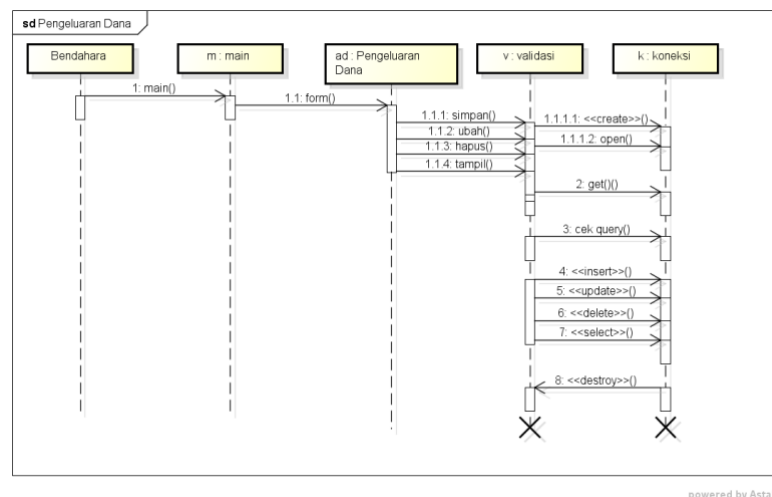 sd Pengeluaran Dana
Bendahara
m : main
ad : Pengeluaran
Dana
v : validasi
k : koneksi
1: main()
1.1: form()
1.1.1: simpan()
1.1.1.1: <<create>>()
1.1.2: ubah()
1.1.1.2: open()
1.1.3: hapus()
1.1.4: tampil()
2: get()()
3: cek query()
4: <<insert>>()
5: <<update>>()
6: <<delete>>()
7: <<select>>()
8: <<destroy>>()
powered by Asta